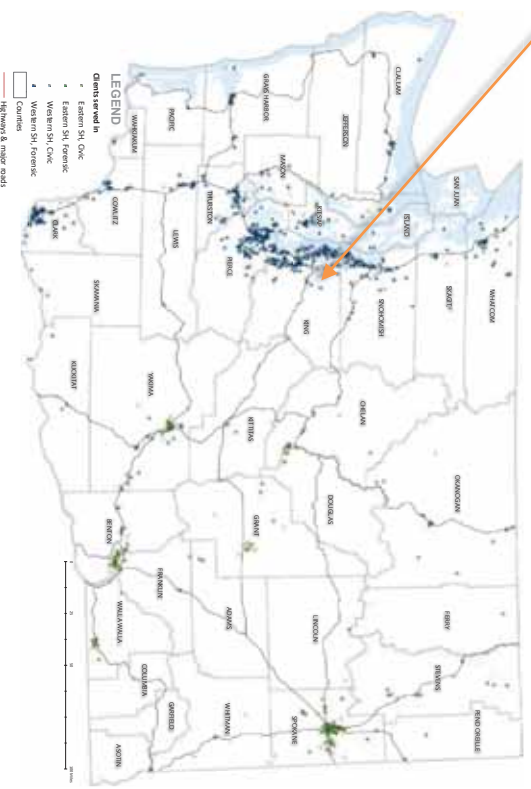 CLALLAM
JEFFERSON
GRAYS HARBOR
MASON
PACIFIC
WAHKIAKUM
THURSTON
LEWIS
COWLITZ
CLARK
SKAMANIA
KLICKITAT
YAKIMA
PIERCE
KITSAP
KING
SAN JUAN
ISLAND
WHATCOM
SKAGIT
SNOHOMISH
CHELAN
KITTITAS
OKANOGAN
DOUGLAS
GRANT
BENTON
FRANKLIN
WALLA WALLA
ADAMS
LINCOLN
FERRY
STEVENS
PEND OREILLE
SPOKANE
WHITMAN
COLUMBIA
GARFIELD
ASOTIN
LEGEND
Clients served in
Eastern SH, Civic
Eastern SH, Forensic
Western SH, Civic
Western SH, Forensic
Counties
Highways & major roads